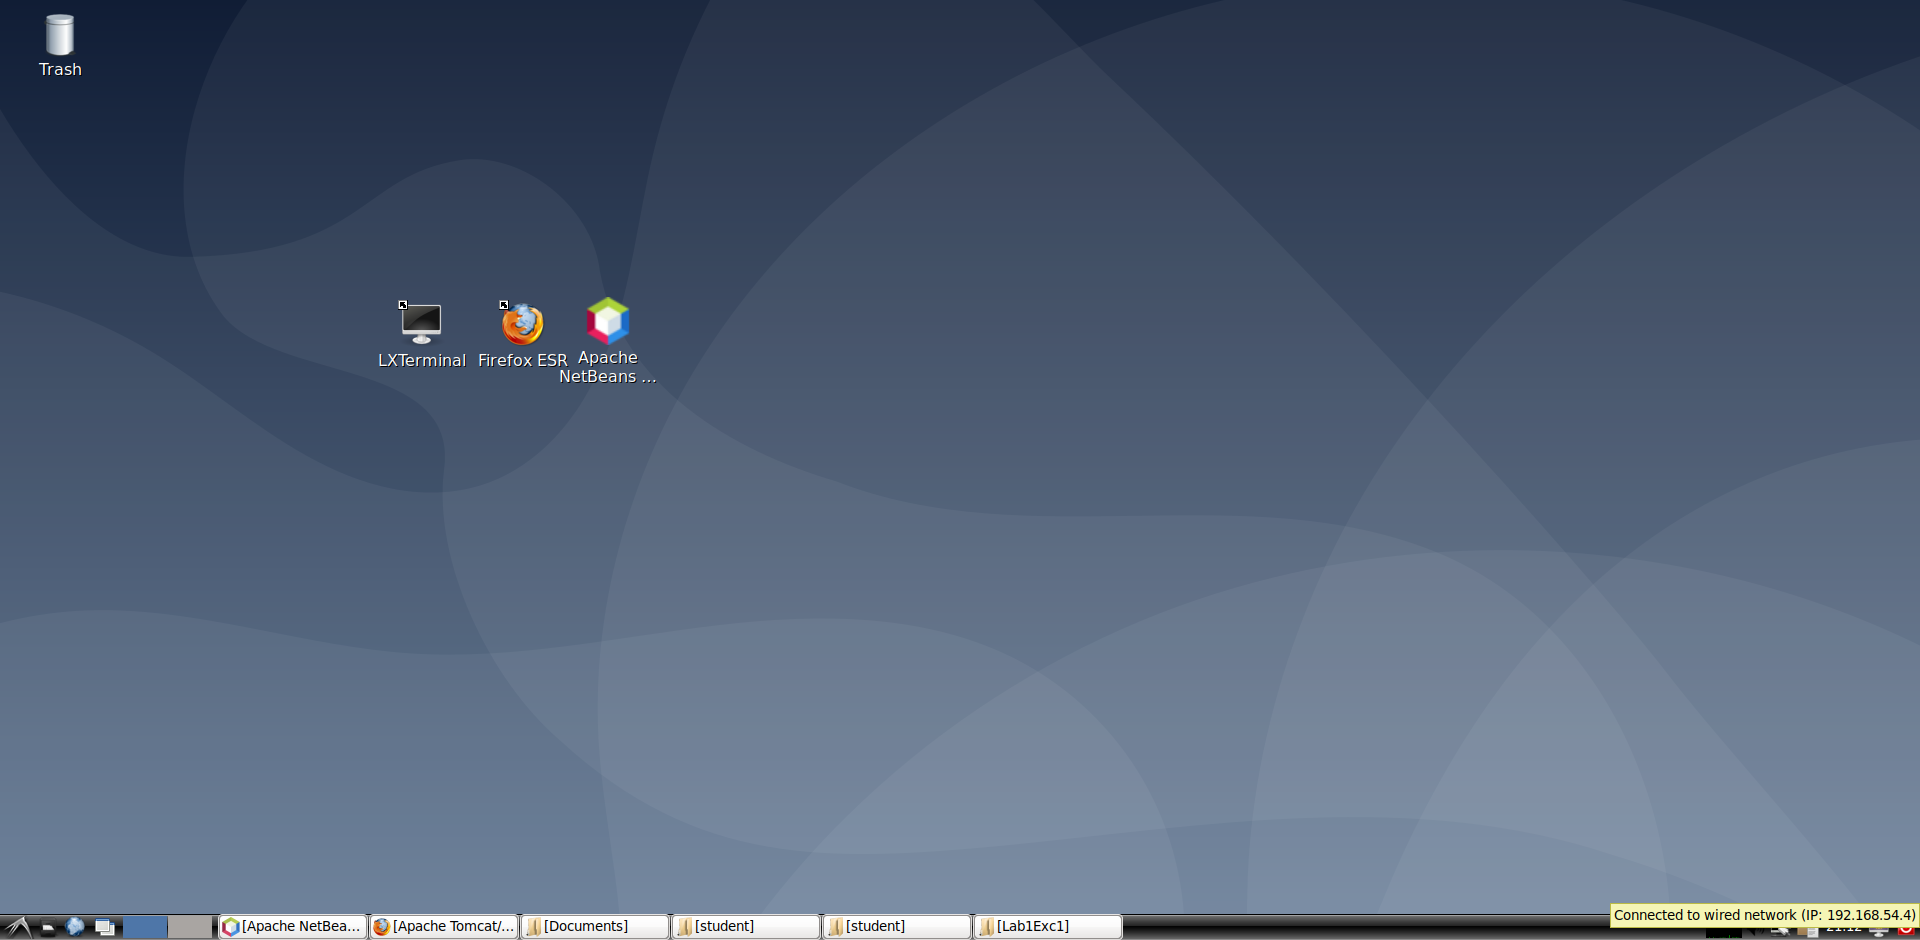 Trash
LXTerminal
Firefox ESR
Apache
NetBeans ...
[Apache NetBea...
[Apache Tomcat/...
[Documents]
[student]
[student]
[Lab1Exc1]
Connected to wired network (IP: 192.168.54.4)